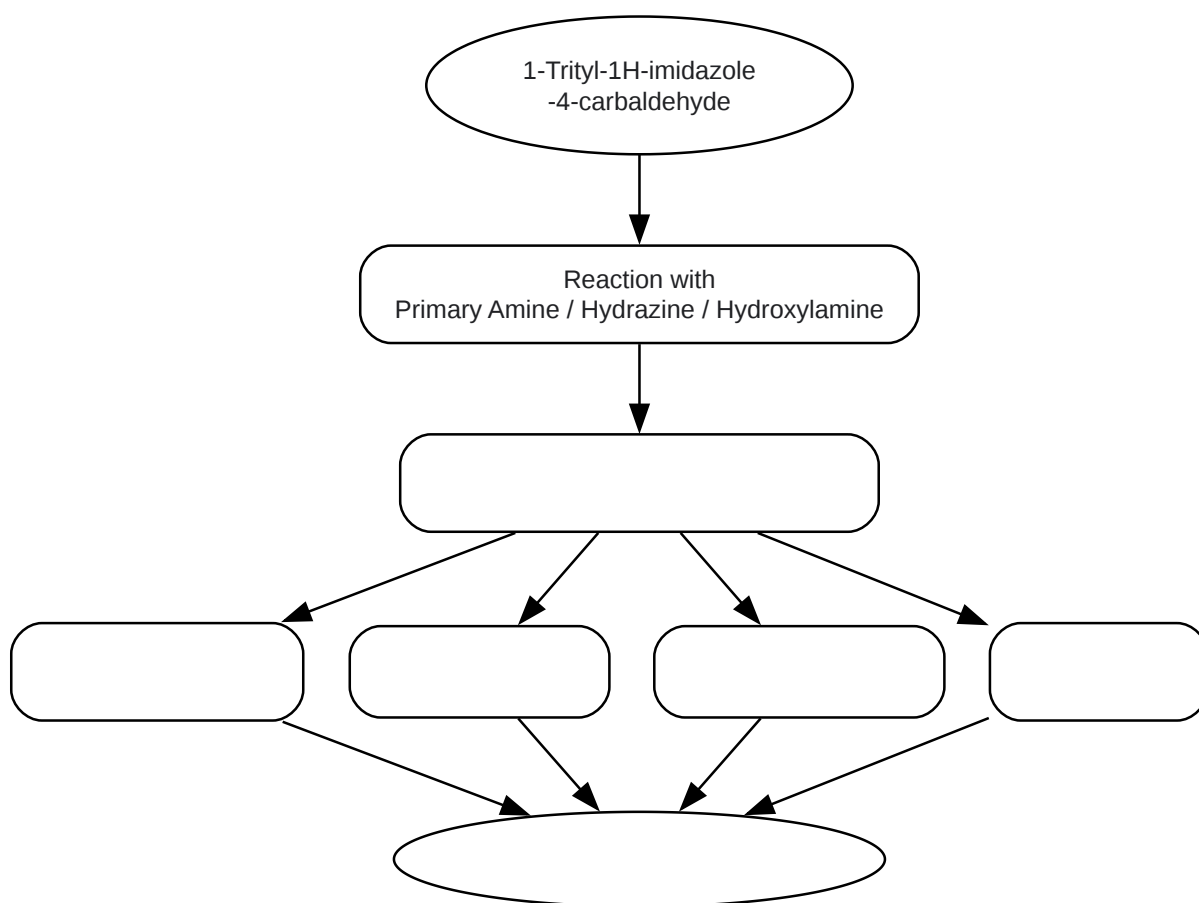 1-Trityl-1H-imidazole
-4-carbaldehyde
Reaction with
Primary Amine / Hydrazine / Hydroxylamine